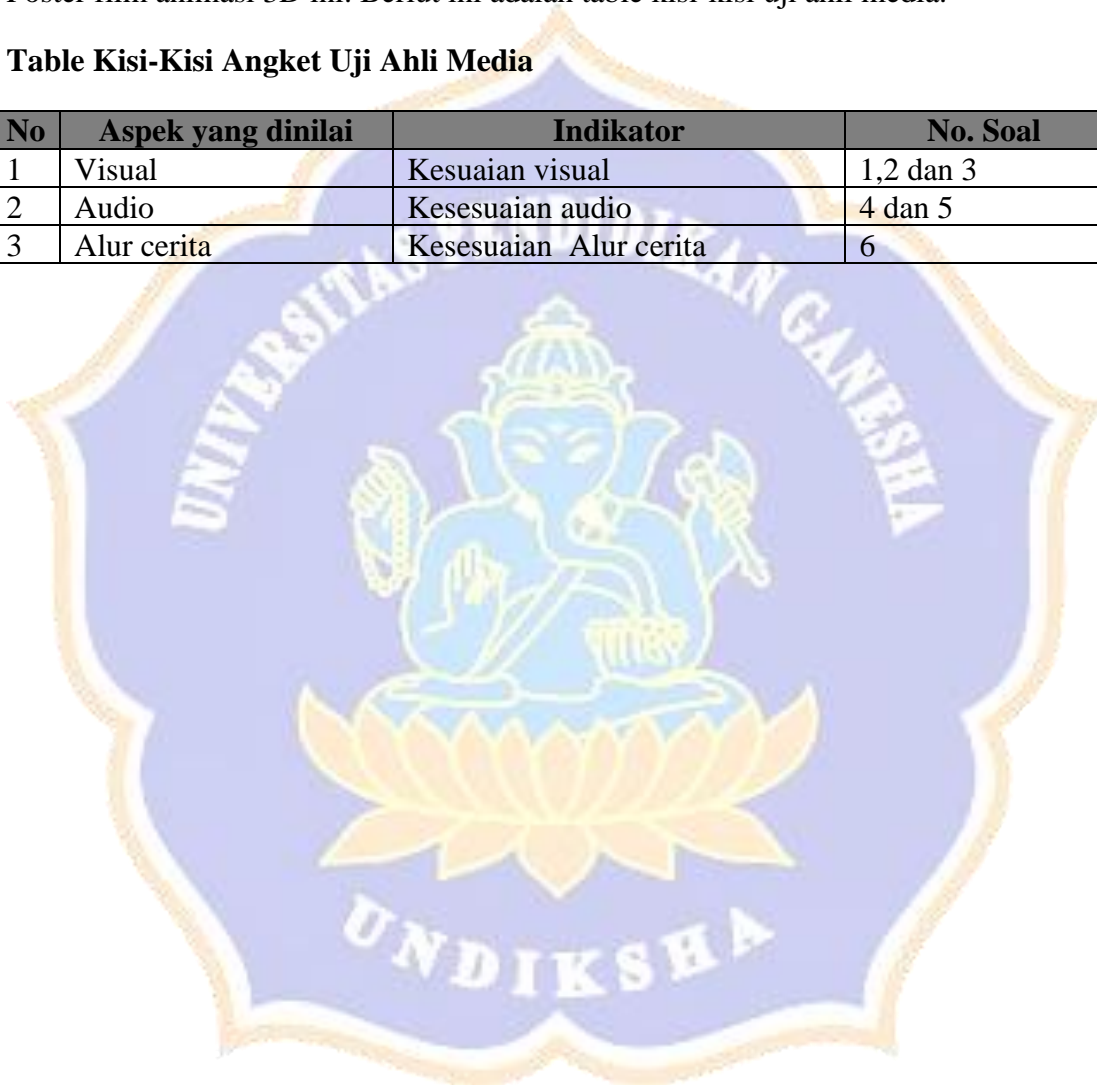 Poster film animasi 3D ini. Berikut ini adalah table kisi-kisi uji ahli media.
Table Kisi-Kisi Angket Uji Ahli Media
No Aspek yang dinilai Indikator No. Soal
1 Visual Kesuaian visual 1,2 dan 3
2 Audio Kesesuaian audio 4 dan 5
3 Alur cerita Kesesuaian Alur cerita 6
UNIVERSITAS PENDIDIKAN GANESHA
UNDIKSHA